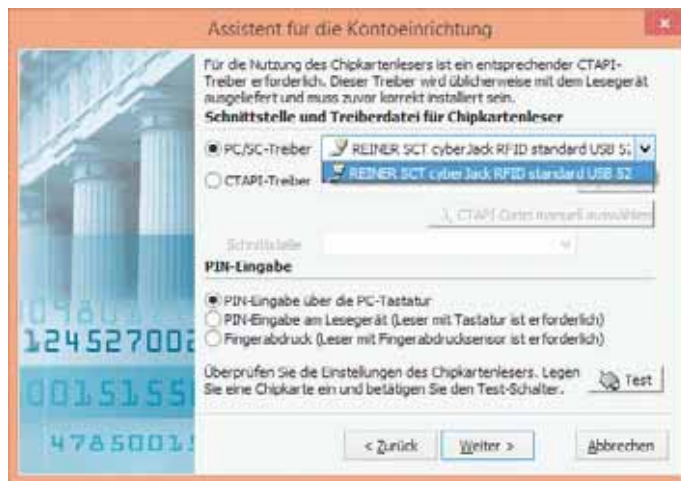 Assistent für die Kontoeinrichtung
Für die Nutzung des Chipkartenlesers ist ein entsprechender CTAPI-
Treiber erforderlich. Dieser Treiber wird üblicherweise mit dem Lesegerät
ausgeliefert und muss zuvor korrekt installiert sein.
Schnittstelle und Treiberdatei für Chipkartenleser
PC/SC-Treiber REINER SCT cyberJack RFID standard USB 52
CTAPI-Treiber REINER SCT cyberJack RFID standard USB 52
CTAPI-Datei manuell auswählen
Schnittstelle
PIN-Eingabe
PIN-Eingabe über die PC-Tastatur
PIN-Eingabe am Lesegerät (Leser mit Tastatur ist erforderlich)
Fingerabdruck (Leser mit Fingerabdrucksensor ist erforderlich)
Überprüfen Sie die Einstellungen des Chipkartenlesers. Legen
Sie eine Chipkarte ein und betätigen Sie den Test-Schalter.
Test
124527002
0015155
4785001
< Zurück Weiter > Abbrechen